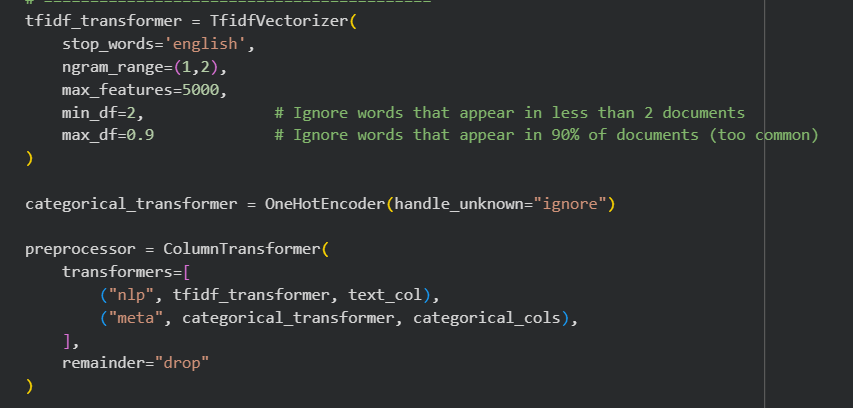 # ==========================================
tfidf_transformer = TfidfVectorizer(
    stop_words='english',
    ngram_range=(1,2),
    max_features=5000,
    min_df=2,             # Ignore words that appear in less than 2 documents
    max_df=0.9            # Ignore words that appear in 90% of documents (too common)
)

categorical_transformer = OneHotEncoder(handle_unknown="ignore")

preprocessor = ColumnTransformer(
    transformers=[
        ("nlp", tfidf_transformer, text_col),
        ("meta", categorical_transformer, categorical_cols),
    ],
    remainder="drop"
)